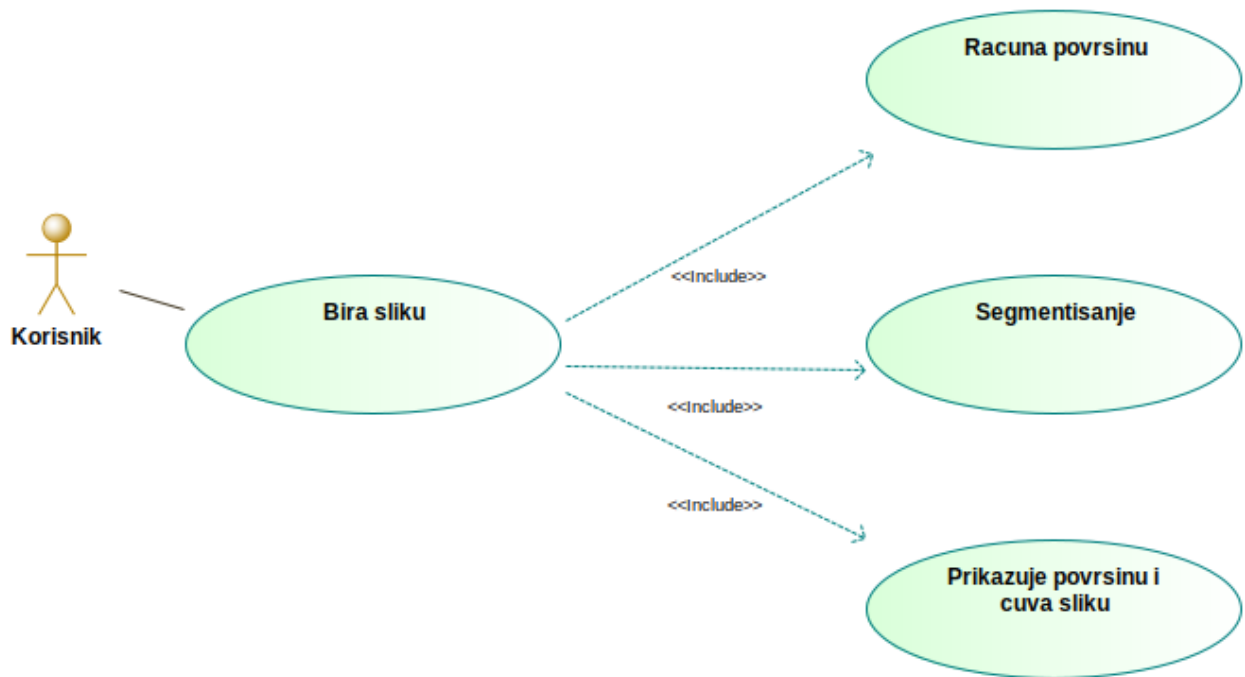 Racuna povrsinu
<<Include>>
Korisnik
Bira sliku
Segmentisanje
<<Include>>
<<Include>>
Prikazuje povrsinu i
cuva sliku